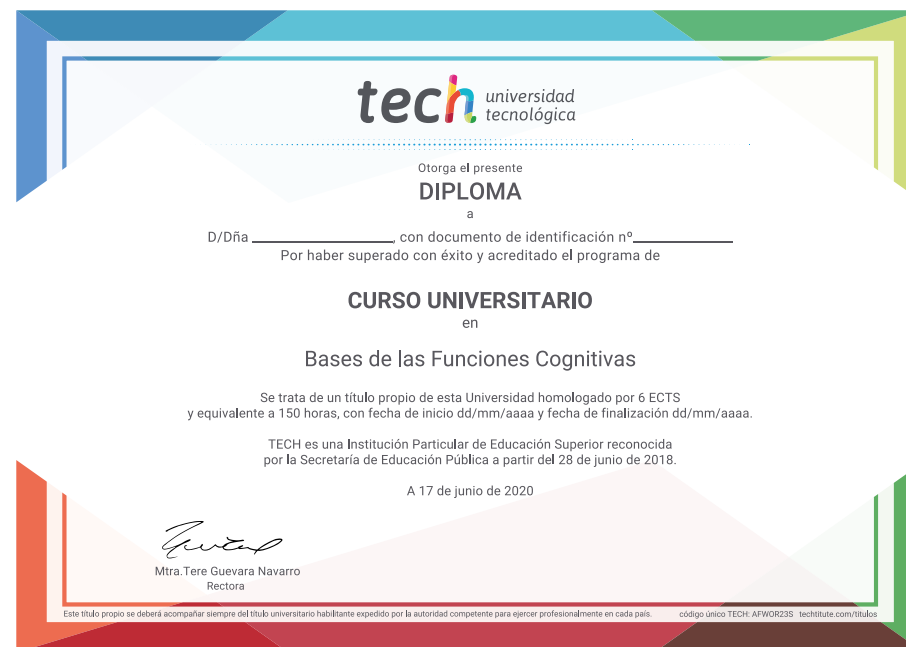 tech universidad
tecnológica
Otorga el presente
DIPLOMA
a
D/Dña ____________________, con documento de identificación nº______________
Por haber superado con éxito y acreditado el programa de
CURSO UNIVERSITARIO
en
Bases de las Funciones Cognitivas
Se trata de un título propio de esta Universidad homologado por 6 ECTS
y equivalente a 150 horas, con fecha de inicio dd/mm/aaaa y fecha de finalización dd/mm/aaaa.
TECH es una Institución Particular de Educación Superior reconocida
por la Secretaría de Educación Pública a partir del 28 de junio de 2018.
A 17 de junio de 2020
Mtra.Tere Guevara Navarro
Rectora
Este título propio se deberá acompañar siempre del título universitario habilitante expedido por la autoridad competente para ejercer profesionalmente en cada país. código único TECH: AFWOR23S techtitute.com/titulos